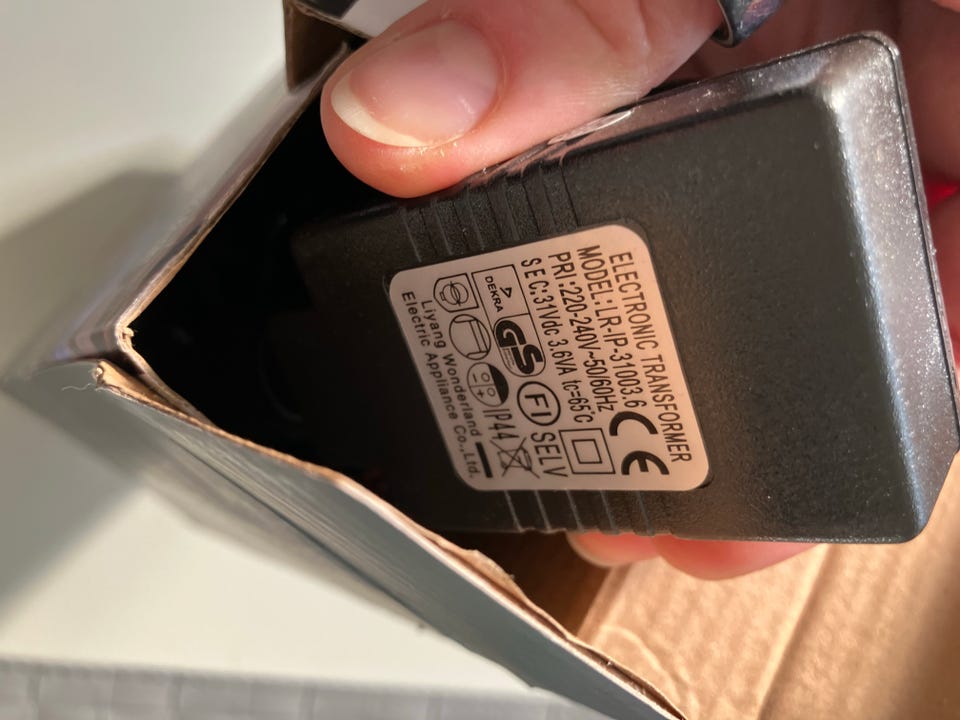 ELECTRONIC TRANSFORMER
MODEL:LR-IP-31003.6
PRI:220-240V~50/60Hz
SEC:31Vdc 3.6VA tc=65°C
CE
DEKRA
GS
FI
SELV
IP44
Liyang Wonderland
Electric Appliance Co.,Ltd.